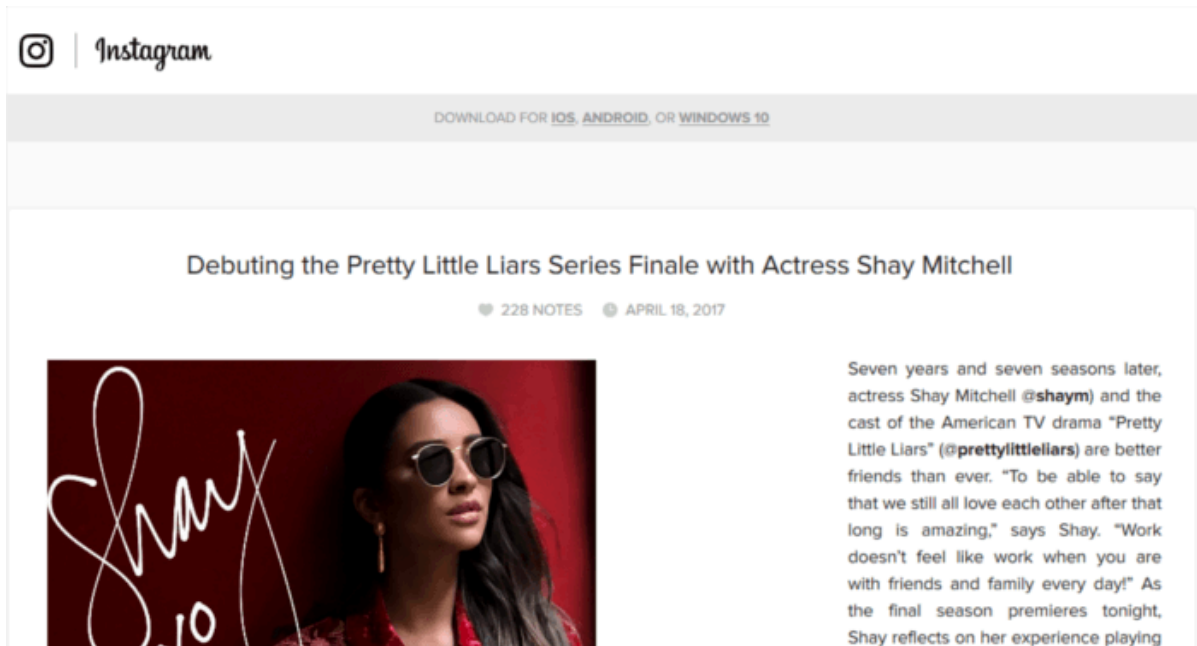 Instagram
DOWNLOAD FOR IOS, ANDROID, OR WINDOWS 10
Debuting the Pretty Little Liars Series Finale with Actress Shay Mitchell
228 NOTES APRIL 18, 2017
Shay
xo
Seven years and seven seasons later,
actress Shay Mitchell @shaym) and the
cast of the American TV drama “Pretty
Little Liars” (@prettylittleliars) are better
friends than ever. “To be able to say
that we still all love each other after that
long is amazing,” says Shay. “Work
doesn’t feel like work when you are
with friends and family every day!” As
the final season premieres tonight,
Shay reflects on her experience playing